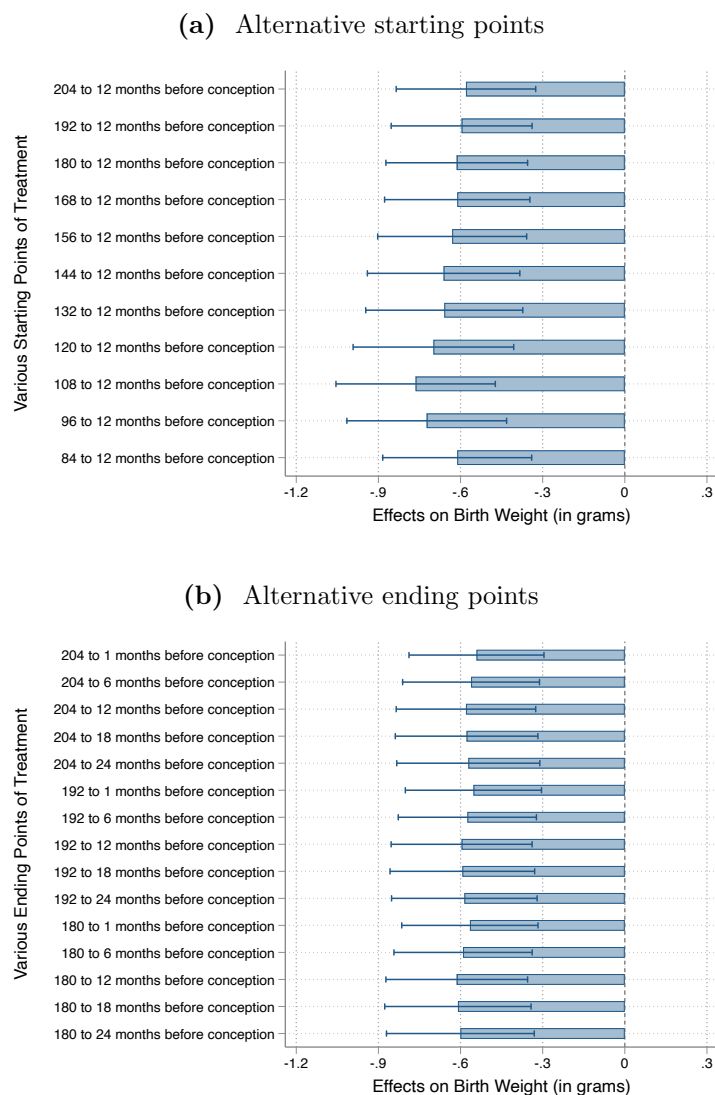 (a) Alternative starting points
Various Starting Points of Treatment
204 to 12 months before conception
192 to 12 months before conception
180 to 12 months before conception
168 to 12 months before conception
156 to 12 months before conception
144 to 12 months before conception
132 to 12 months before conception
120 to 12 months before conception
108 to 12 months before conception
96 to 12 months before conception
84 to 12 months before conception
-1.2 -.9 -.6 -.3 0 .3
Effects on Birth Weight (in grams)
(b) Alternative ending points
Various Ending Points of Treatment
204 to 1 months before conception
204 to 6 months before conception
204 to 12 months before conception
204 to 18 months before conception
204 to 24 months before conception
192 to 1 months before conception
192 to 6 months before conception
192 to 12 months before conception
192 to 18 months before conception
192 to 24 months before conception
180 to 1 months before conception
180 to 6 months before conception
180 to 12 months before conception
180 to 18 months before conception
180 to 24 months before conception
-1.2 -.9 -.6 -.3 0 .3
Effects on Birth Weight (in grams)